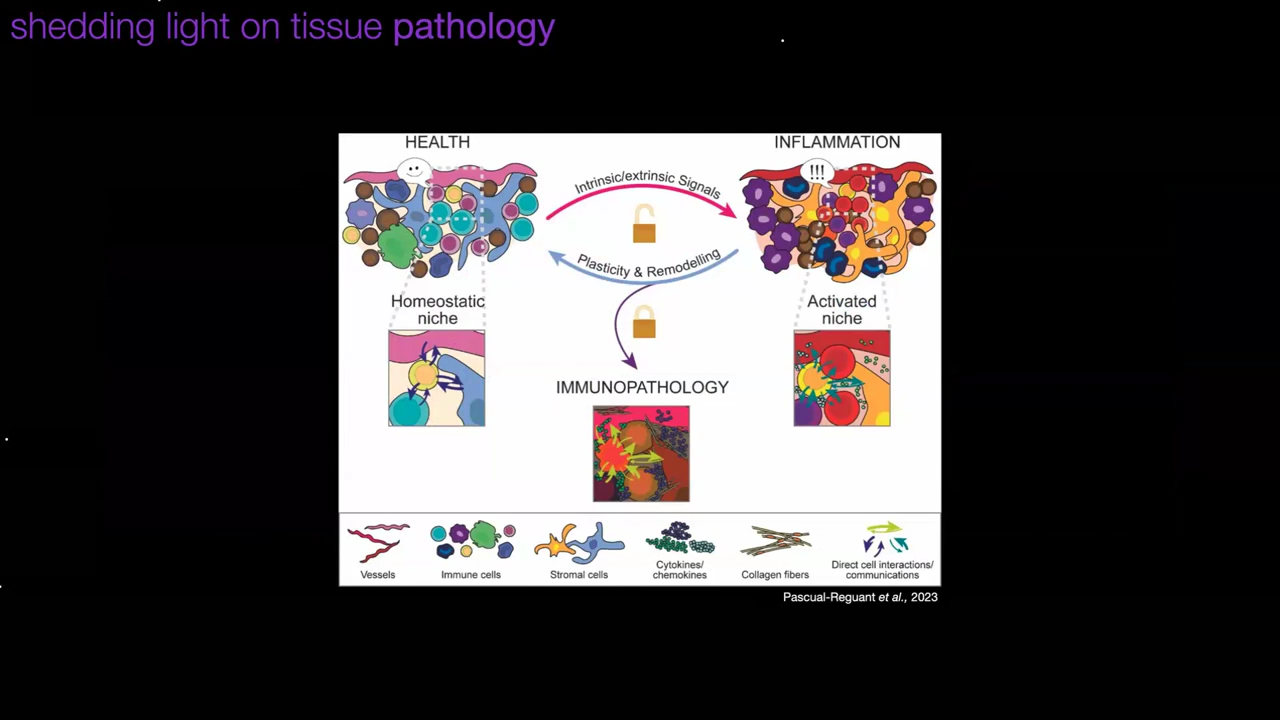 shedding light on tissue pathology
HEALTH
INFLAMMATION
!!!
Intrinsic/extrinsic Signals
Plasticity & Remodelling
Homeostatic
niche
Activated
niche
IMMUNOPATHOLOGY
Vessels
Immune cells
Stromal cells
Cytokines/
chemokines
Collagen fibers
Direct cell interactions/
communications
Pascual-Reguant et al., 2023